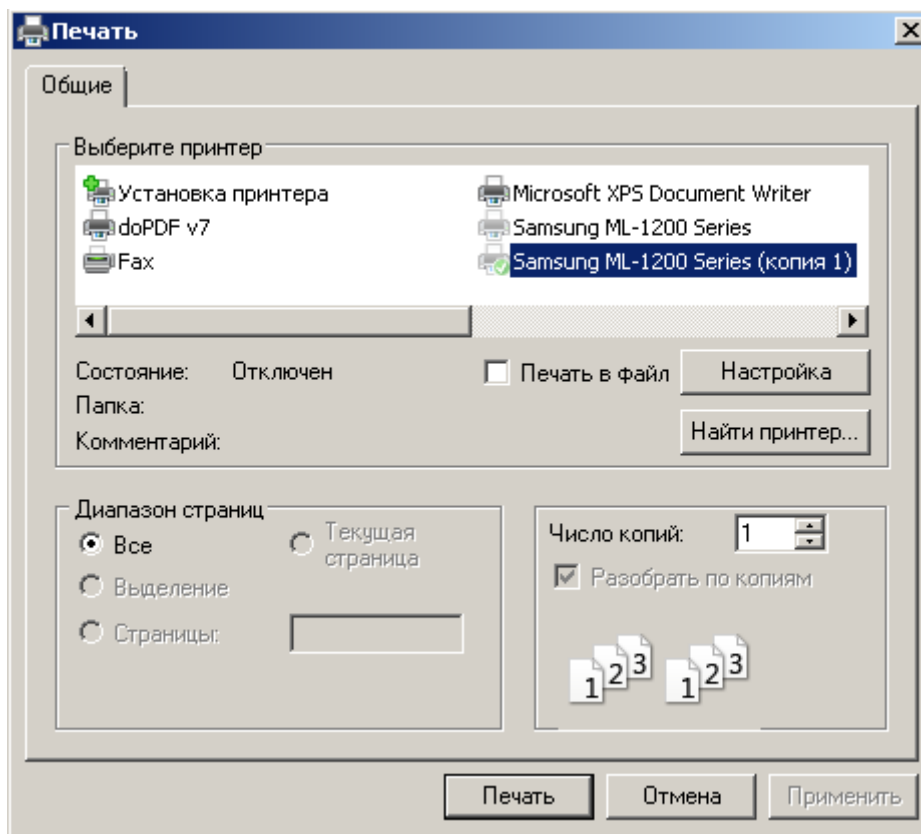 Печать
Общие
Выберите принтер
Установка принтера
Microsoft XPS Document Writer
doPDF v7
Samsung ML-1200 Series
Fax
Samsung ML-1200 Series (копия 1)
Состояние: Отключен
Печать в файл
Настройка
Папка:
Комментарий:
Найти принтер...
Диапазон страниц
Все
Текущая
страница
Выделение
Страницы:
Число копий: 1
Разобрать по копиям
1 2 3 1 2 3
Печать
Отмена
Применить